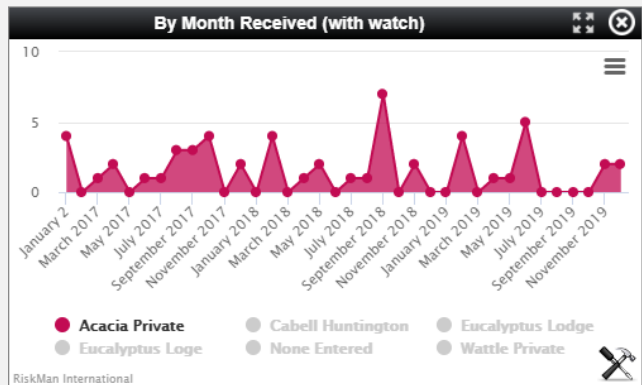 By Month Received (with watch)
10
5
0
January 2
March 2017
May 2017
July 2017
September 2017
November 2017
January 2018
March 2018
May 2018
July 2018
September 2018
November 2018
January 2019
March 2019
May 2019
July 2019
September 2019
November 2019
Acacia Private Cabell Huntington Eucalyptus Lodge
Eucalyptus Loge None Entered Wattle Private
RiskMan International